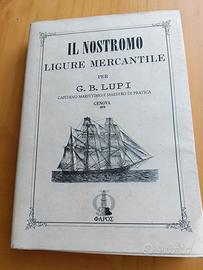 IL NOSTROMO
LIGURE MERCANTILE
PER
G. B. LUPI
CAPITANO MARITTIMO E MAESTRO DI PRATICA
GENOVA
ΦΑΡΟΣ